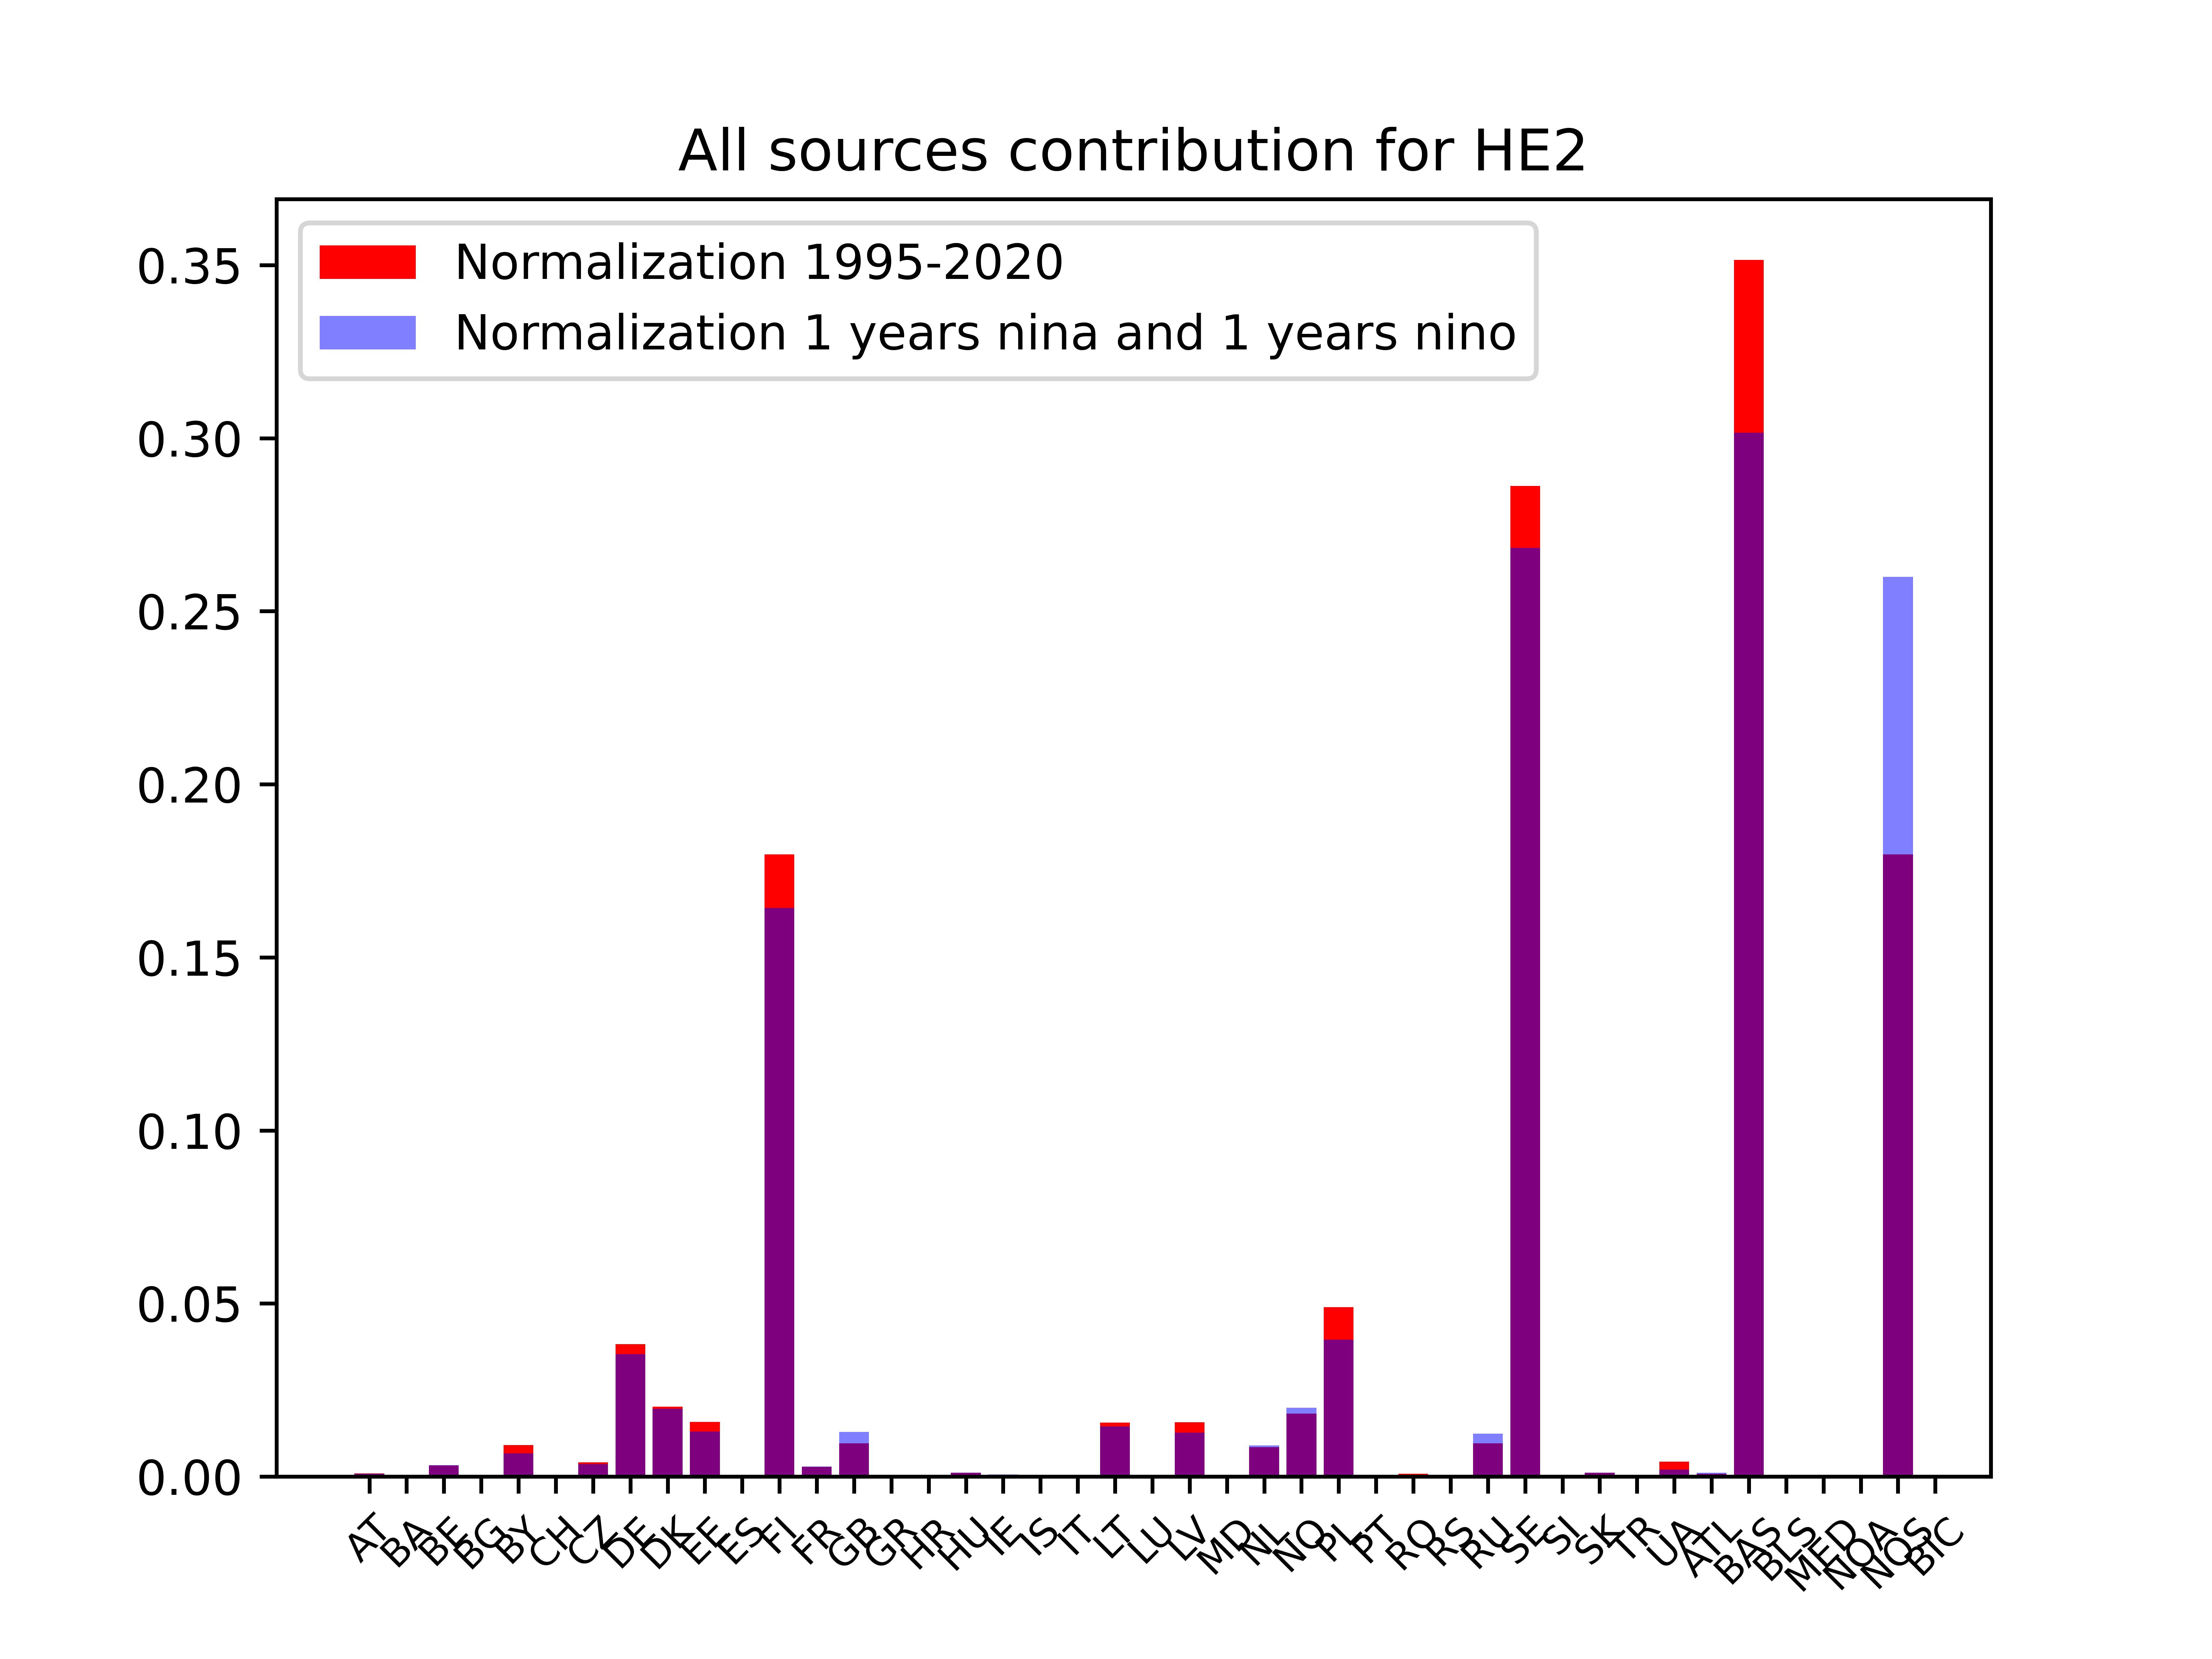 All sources contribution for HE2
Normalization 1995-2020
Normalization 1 years nina and 1 years nino
0.35
0.30
0.25
0.20
0.15
0.10
0.05
0.00
AT
BA
BE
BG
BY
CH
CZ
DE
DK
EE
ES
FI
FR
GB
GR
HR
HU
IE
IS
IT
LT
LU
LV
MD
NL
NO
PL
PT
RO
RS
RU
SE
SI
SK
TR
UA
ATL
BAS
BLS
MED
NOA
NOS
BIC